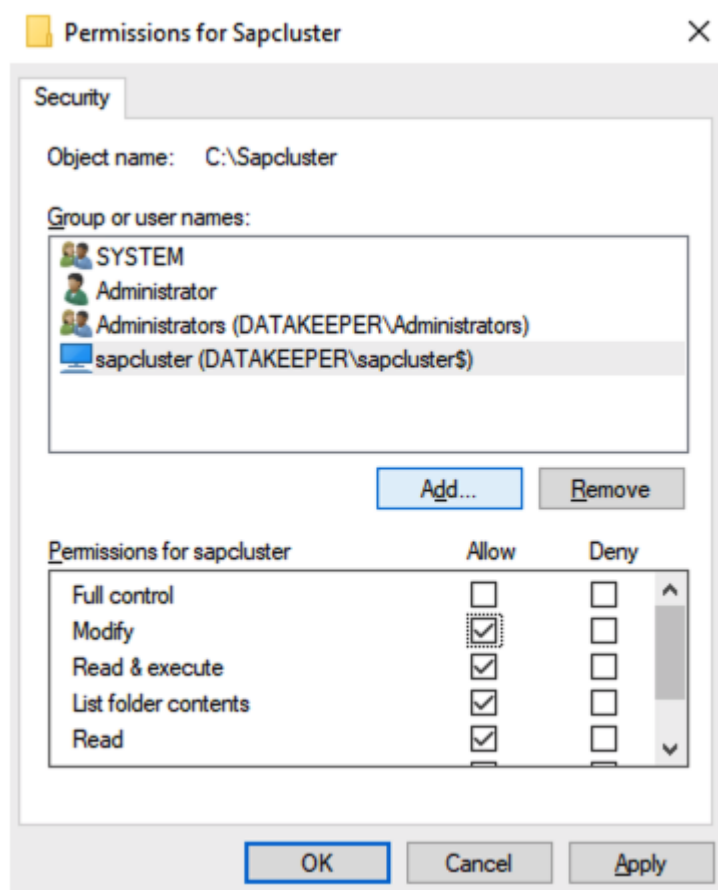 Permissions for Sapcluster
Security
Object name: C:\Sapcluster
Group or user names:
SYSTEM
Administrator
Administrators (DATAKEEPER\Administrators)
sapcluster (DATAKEEPER\sapcluster$)
Add... Remove
Permissions for sapcluster Allow Deny
Full control
Modify
Read & execute
List folder contents
Read
OK Cancel Apply